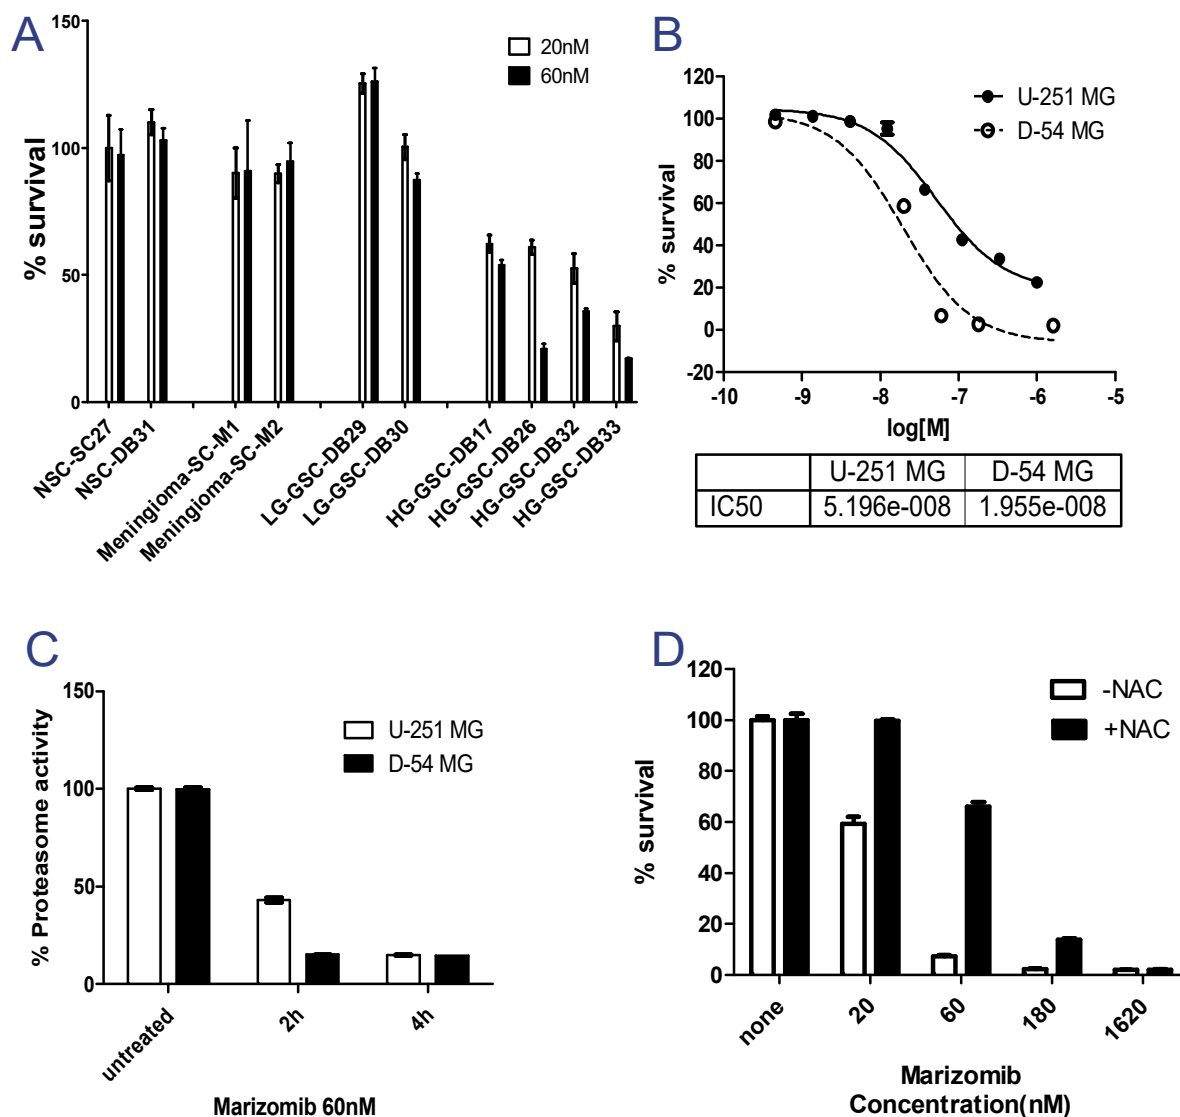 A
150
100
50
0
% survival
20nM
60nM
NSC-SC27
NSC-DB31
Meningioma-SC-M1
Meningioma-SC-M2
LG-GSC-DB29
LG-GSC-DB30
HG-GSC-DB17
HG-GSC-DB26
HG-GSC-DB32
HG-GSC-DB33
B
120
100
80
60
40
20
0
-20
% survival
U-251 MG
D-54 MG
-10 -9 -8 -7 -6 -5
log[M]
U-251 MG D-54 MG
IC50 5.196e-008 1.955e-008
C
150
100
50
0
% Proteasome activity
U-251 MG
D-54 MG
untreated 2h 4h
Marizomib 60nM
D
120
100
80
60
40
20
0
% survival
-NAC
+NAC
none 20 60 180 1620
Marizomib
Concentration(nM)